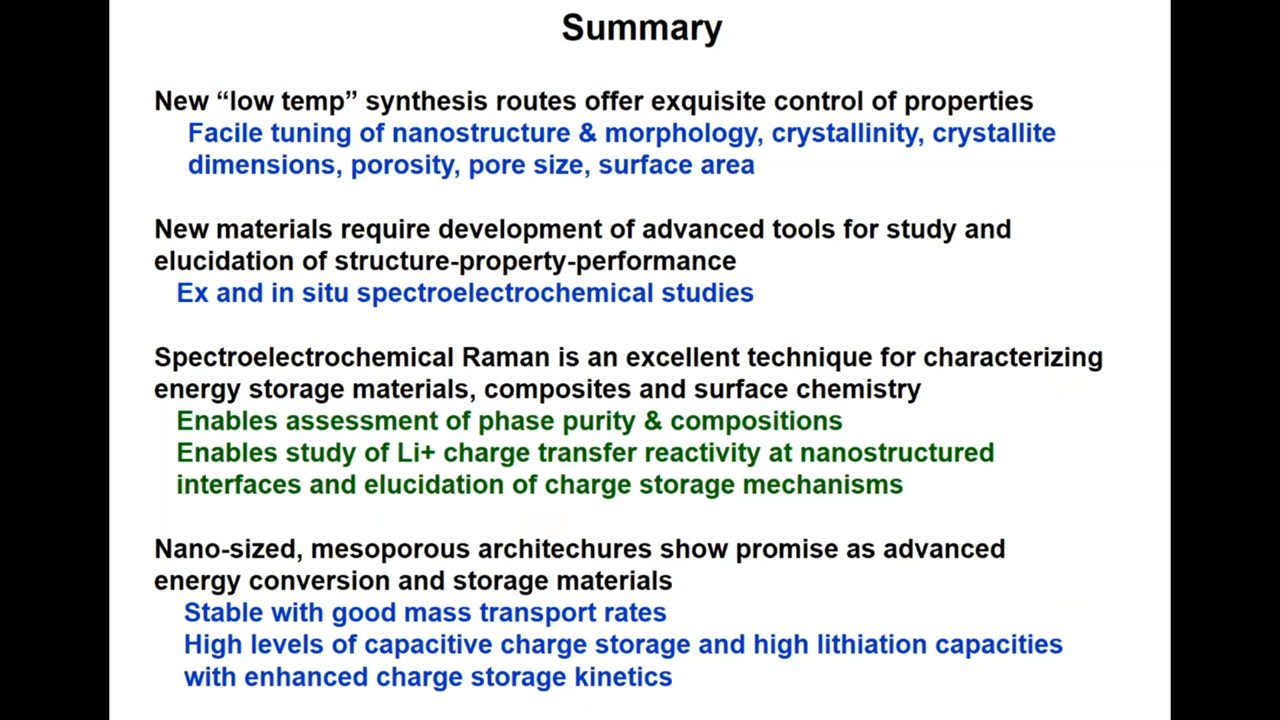 Summary
New “low temp” synthesis routes offer exquisite control of properties
Facile tuning of nanostructure & morphology, crystallinity, crystallite
dimensions, porosity, pore size, surface area
New materials require development of advanced tools for study and
elucidation of structure-property-performance
Ex and in situ spectroelectrochemical studies
Spectroelectrochemical Raman is an excellent technique for characterizing
energy storage materials, composites and surface chemistry
Enables assessment of phase purity & compositions
Enables study of Li+ charge transfer reactivity at nanostructured
interfaces and elucidation of charge storage mechanisms
Nano-sized, mesoporous architechures show promise as advanced
energy conversion and storage materials
Stable with good mass transport rates
High levels of capacitive charge storage and high lithiation capacities
with enhanced charge storage kinetics